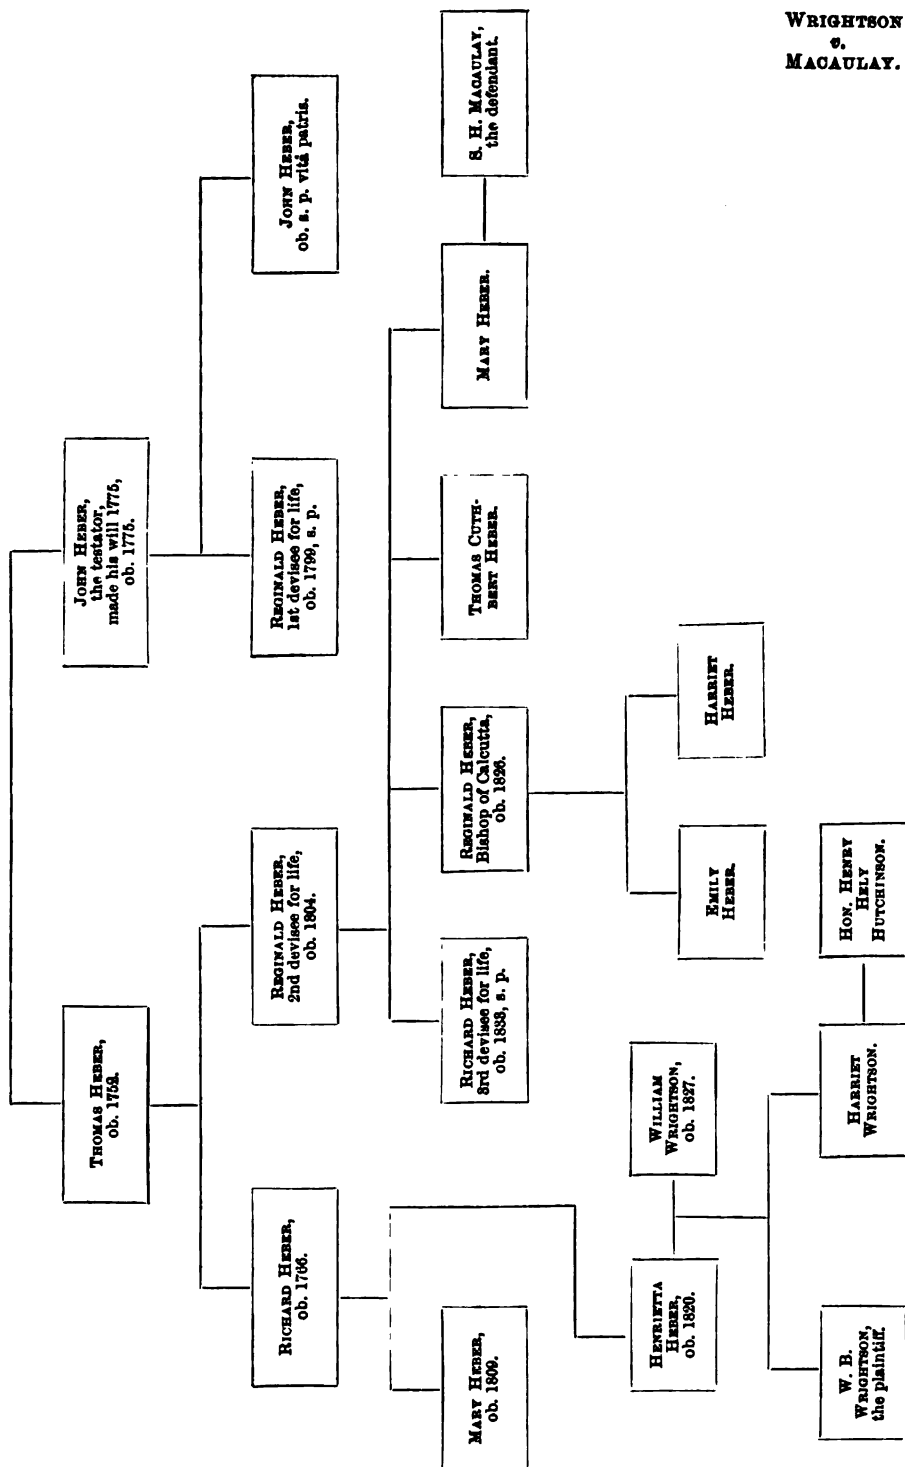 WRIGHTSON
v.
MACAULAY.
THOMAS HEBER,
ob. 1752.
JOHN HEBER,
the testator,
made his will 1775,
ob. 1775.
RICHARD HEBER,
ob. 1766.
REGINALD HEBER,
2nd devisee for life,
ob. 1804.
REGINALD HEBER,
1st devisee for life,
ob. 1799, s. p.
JOHN HEBER,
ob. s. p. vitâ patris.
MARY HEBER,
ob. 1809.
RICHARD HEBER,
3rd devisee for life,
ob. 1833, s. p.
REGINALD HEBER,
Bishop of Calcutta,
ob. 1826.
THOMAS CUTH-
BERT HEBER.
MARY HEBER.
S. H. MACAULAY,
the defendant.
HENRIETTA
HEBER,
ob. 1820.
WILLIAM
WRIGHTSON,
ob. 1827.
EMILY
HEBER.
HARRIET
HEBER.
W. B.
WRIGHTSON,
the plaintiff.
HARRIET
WRIGHTSON.
HON. HENRY
HELY
HUTCHINSON.